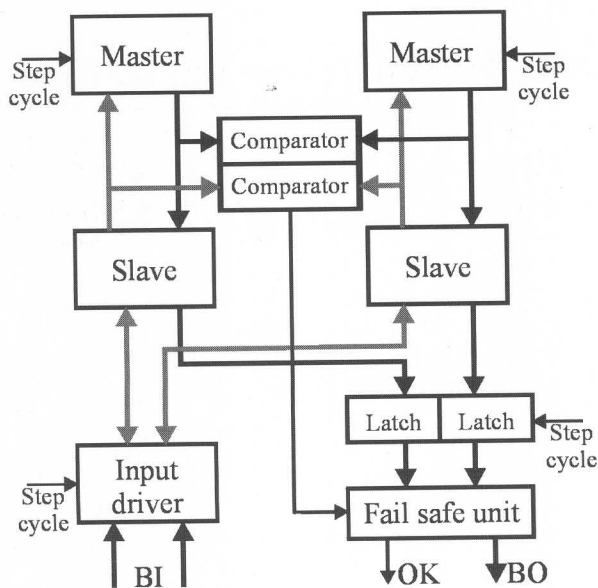 Master
Master
Step
cycle
Step
cycle
Comparator
Comparator
Slave
Slave
Latch
Latch
Step
cycle
Input
driver
Step
cycle
Fail safe unit
BI
OK
BO